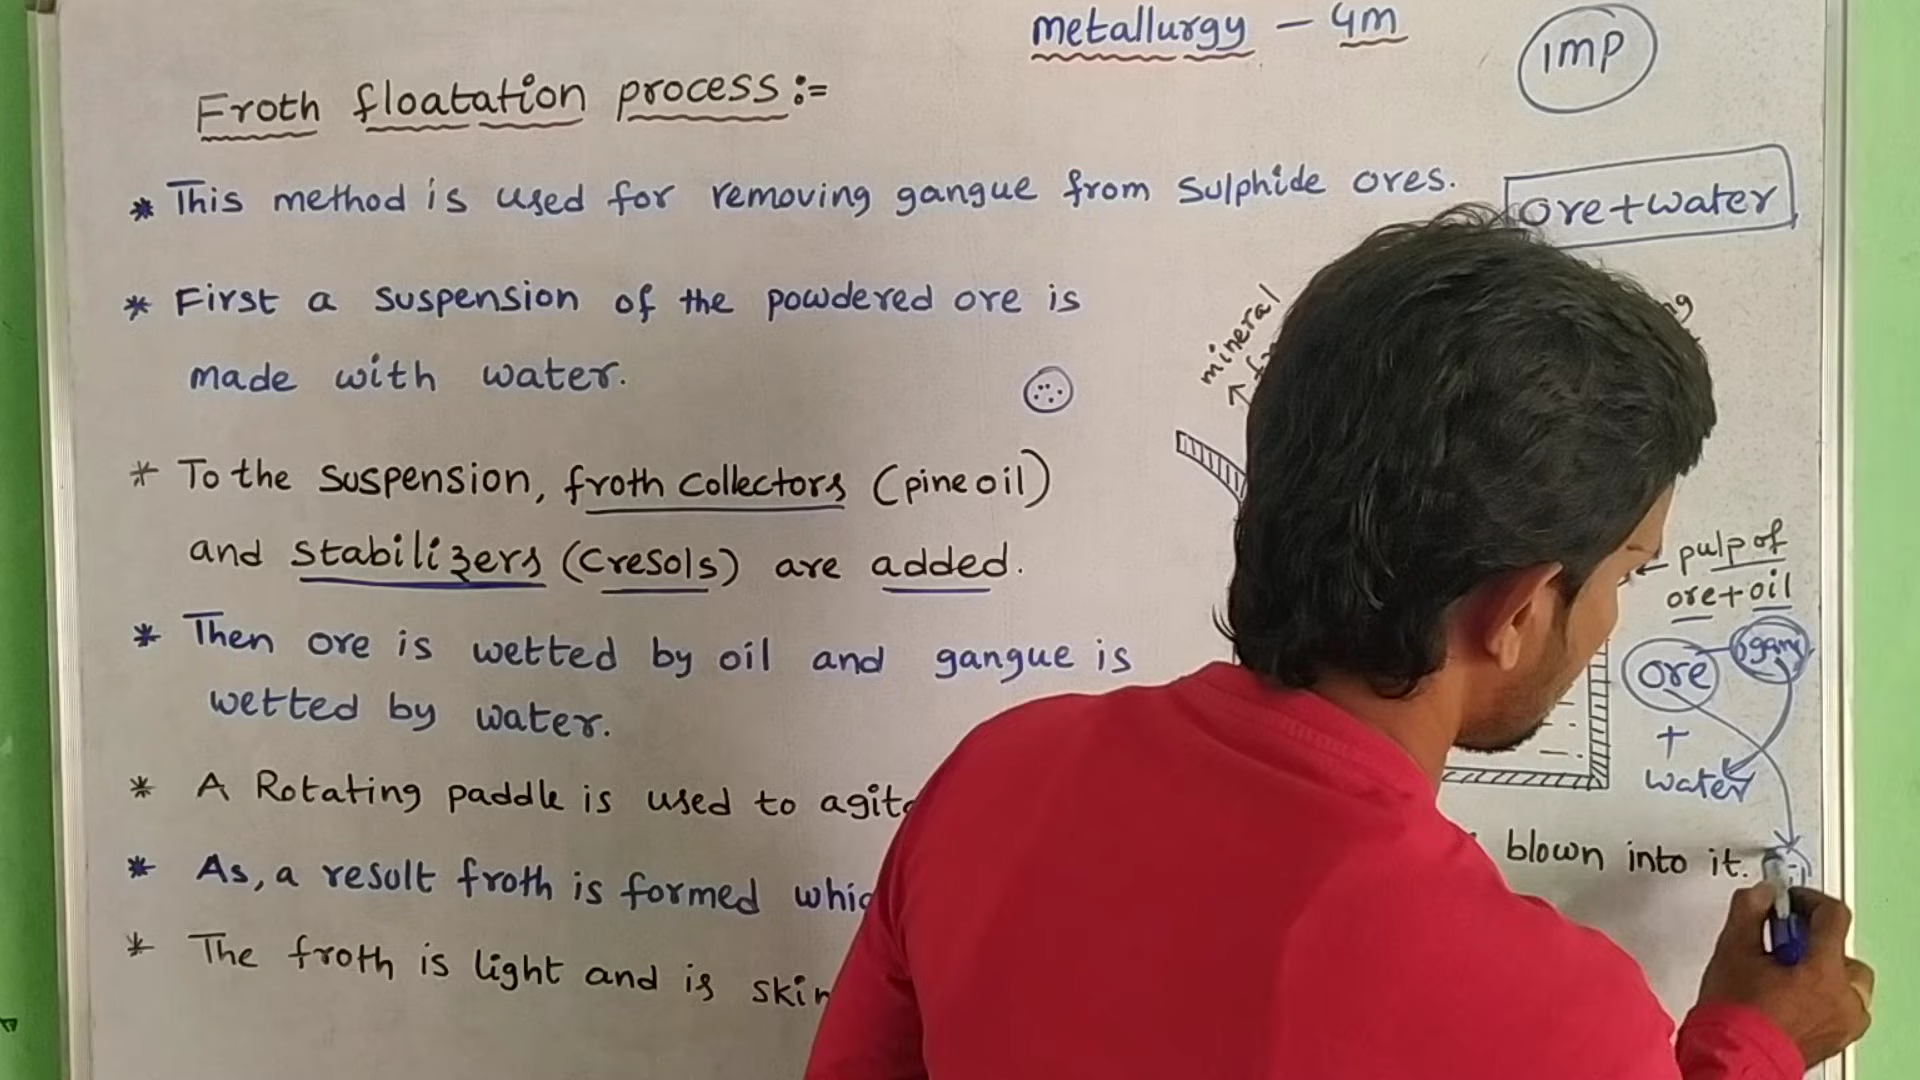 metallurgy – 4m
imp
Froth floatation process :=
* This method is used for removing gangue from sulphide ores.
ore+water
* First a suspension of the powdered ore is
made with water.
mineral
* To the suspension, froth collectors (pine oil)
and stabilizers (cresols) are added.
pulp of
ore+oil
* Then ore is wetted by oil and gangue is
wetted by water.
ore
+
water
* A Rotating paddle is used to
blown into it.
* As, a result froth is formed
* The froth is light and is